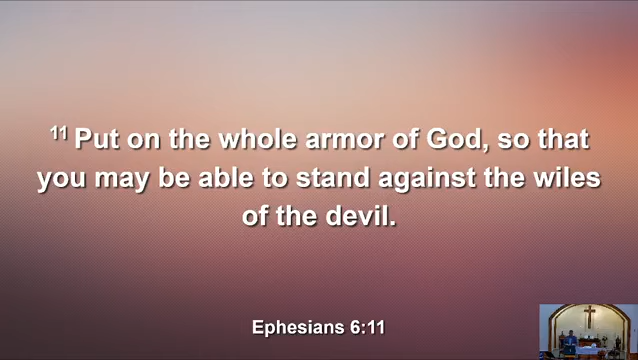 11 Put on the whole armor of God, so that
you may be able to stand against the wiles
of the devil.
Ephesians 6:11